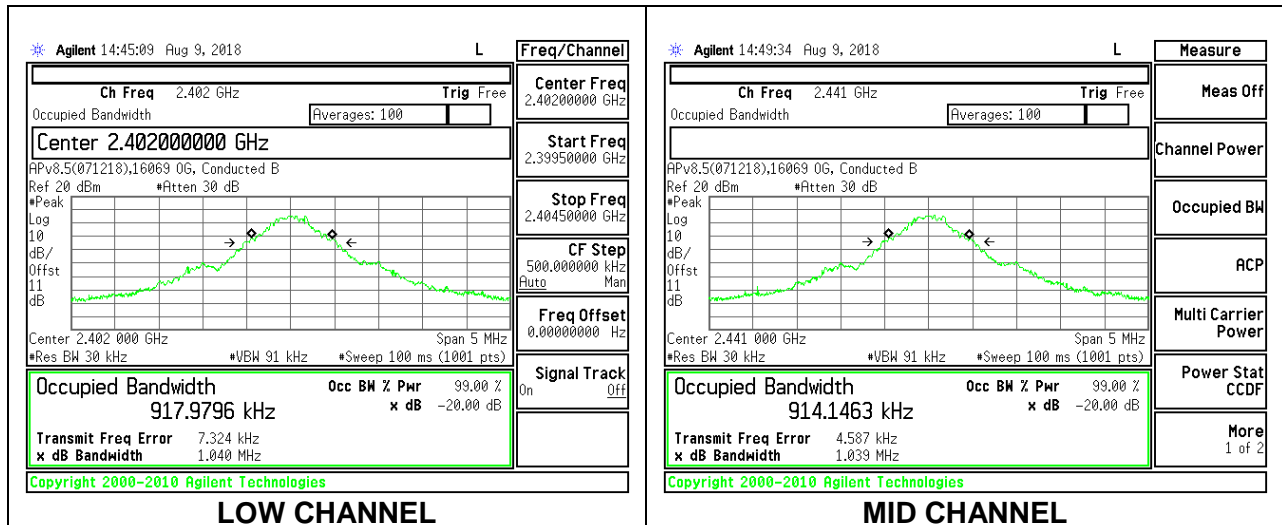 Agilent 14:45:09 Aug 9, 2018 L
Freq/Channel
Ch Freq 2.402 GHz Trig Free
Occupied Bandwidth Averages: 100
Center 2.402000000 GHz
APv8.5(071218),16069 OG, Conducted B
Ref 20 dBm #Atten 30 dB
#Peak
Log
10
dB/
Offst
11
dB
Center 2.402 000 GHz Span 5 MHz
#Res BW 30 kHz #VBW 91 kHz #Sweep 100 ms (1001 pts)
Occupied Bandwidth Occ BW % Pwr 99.00 %
917.9796 kHz x dB -20.00 dB
Transmit Freq Error 7.324 kHz
x dB Bandwidth 1.040 MHz
Copyright 2000-2010 Agilent Technologies
Center Freq
2.40200000 GHz
Start Freq
2.39950000 GHz
Stop Freq
2.40450000 GHz
CF Step
500.000000 kHz
Auto Man
Freq Offset
0.00000000 Hz
Signal Track
On Off
LOW CHANNEL
Agilent 14:49:34 Aug 9, 2018 L
Measure
Ch Freq 2.441 GHz Trig Free
Occupied Bandwidth Averages: 100
APv8.5(071218),16069 OG, Conducted B
Ref 20 dBm #Atten 30 dB
#Peak
Log
10
dB/
Offst
11
dB
Center 2.441 000 GHz Span 5 MHz
#Res BW 30 kHz #VBW 91 kHz #Sweep 100 ms (1001 pts)
Occupied Bandwidth Occ BW % Pwr 99.00 %
914.1463 kHz x dB -20.00 dB
Transmit Freq Error 4.587 kHz
x dB Bandwidth 1.039 MHz
Copyright 2000-2010 Agilent Technologies
Meas Off
Channel Power
Occupied BW
ACP
Multi Carrier
Power
Power Stat
CCDF
More
1 of 2
MID CHANNEL